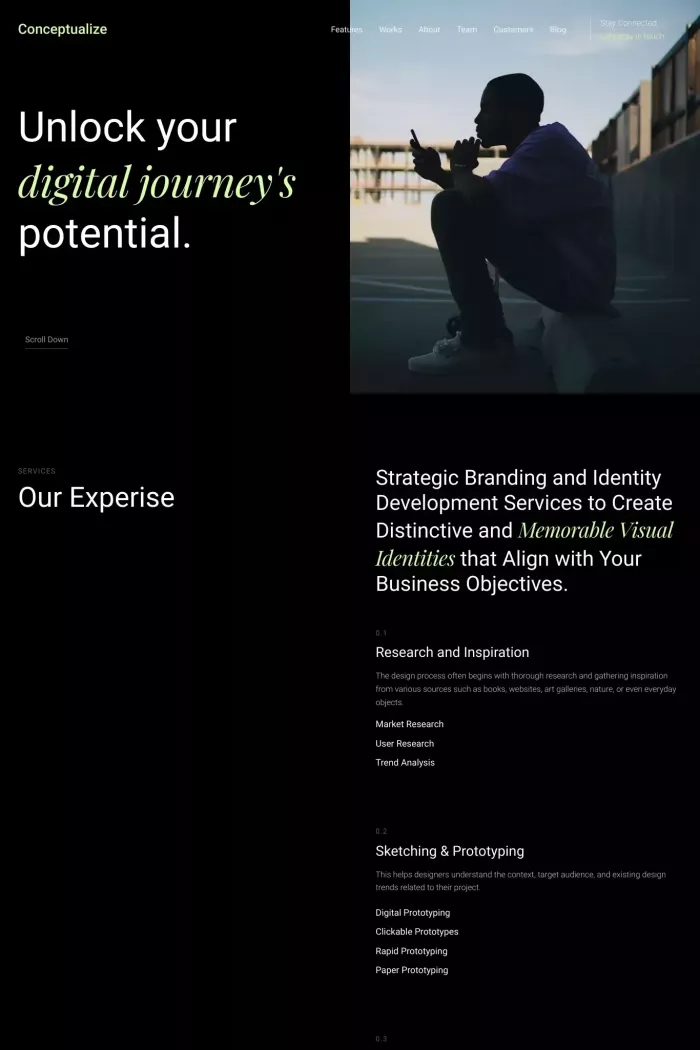 Conceptualize
Features Works About Team Customers Blog
Stay Connected
Unlock your
digital journey's
potential.
Scroll Down
SERVICES
Our Experise
Strategic Branding and Identity
Development Services to Create
Distinctive and Memorable Visual
Identities that Align with Your
Business Objectives.
0.1
Research and Inspiration
The design process often begins with thorough research and gathering inspiration
from various sources such as books, websites, art galleries, nature, or even everyday
objects.
Market Research
User Research
Trend Analysis
0.2
Sketching & Prototyping
This helps designers understand the context, target audience, and existing design
trends related to their project.
Digital Prototyping
Clickable Prototypes
Rapid Prototyping
Paper Prototyping
0.3